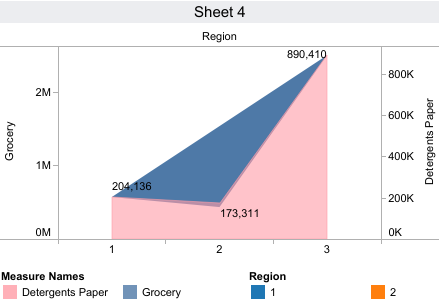 Sheet 4
Region
890,410
800K
2M
600K
Grocery
Detergents Paper
1M
400K
204,136
200K
173,311
0M
0K
1 2 3
Measure Names Region
Detergents Paper Grocery 1 2